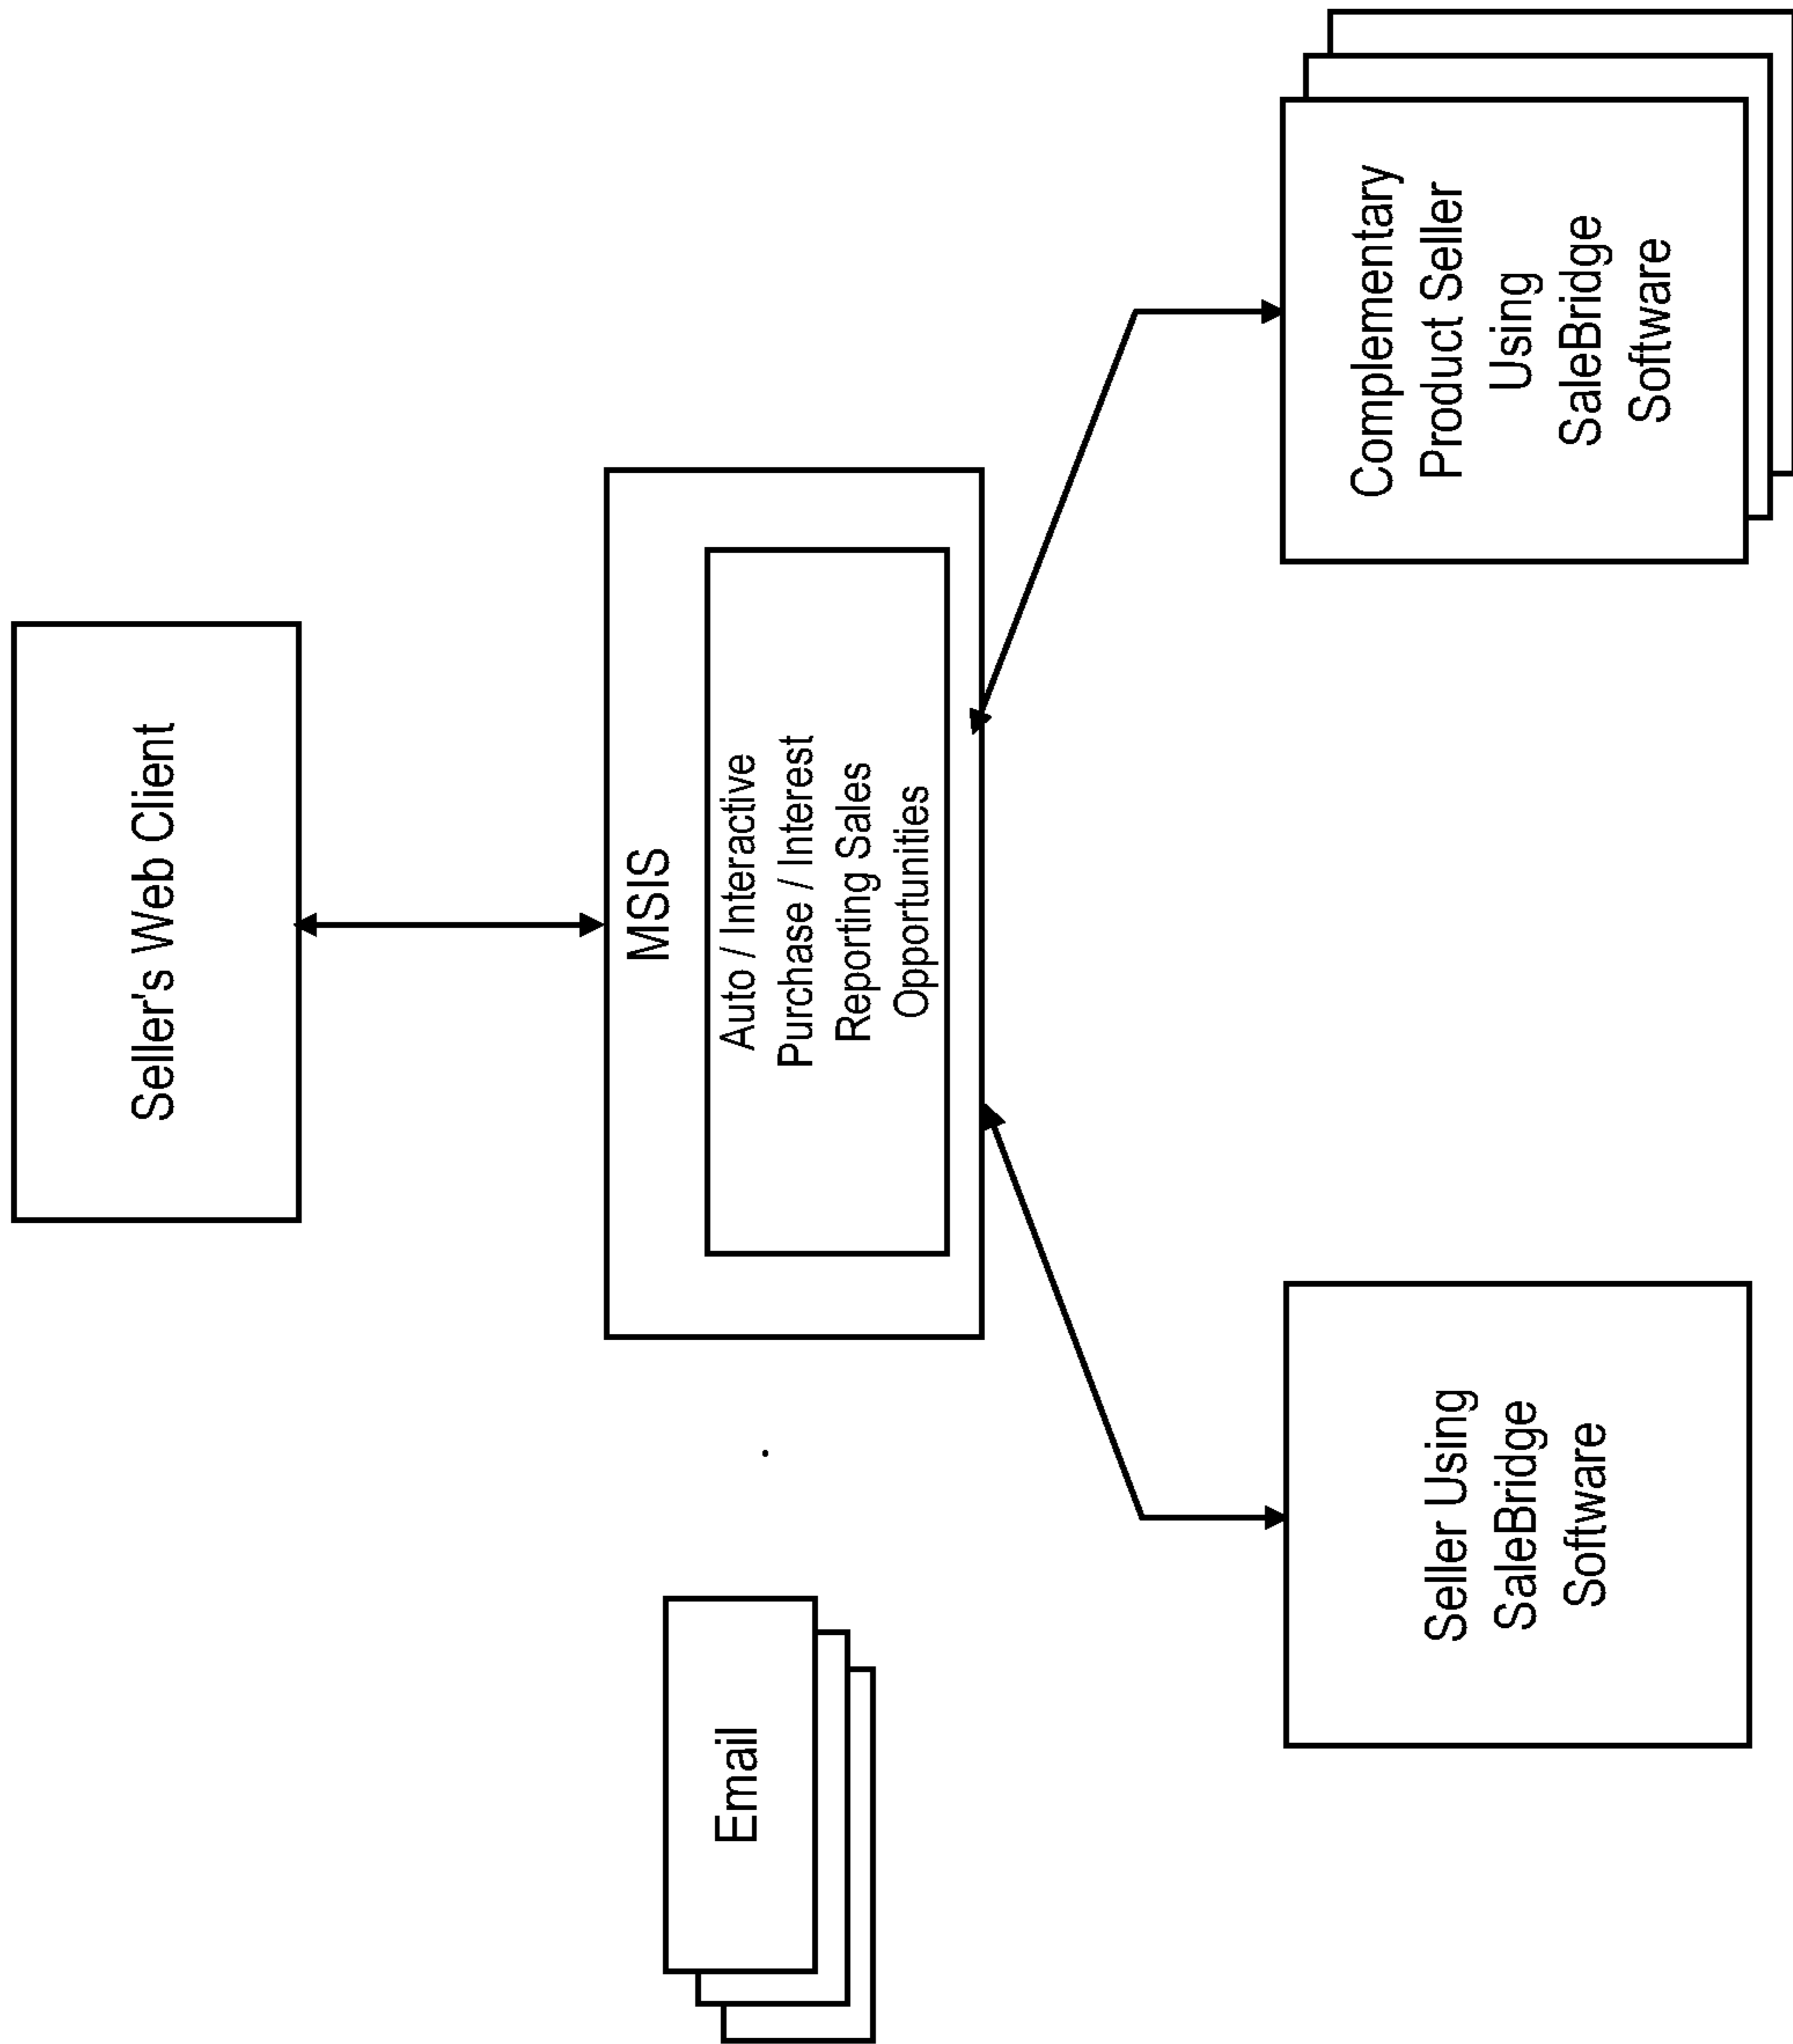 Seller's Web Client
MSIS
Auto / Interactive
Purchase / Interest
Reporting Sales
Opportunities
Email
Seller Using
SaleBridge
Software
Complementary
Product Seller
Using
SaleBridge
Software